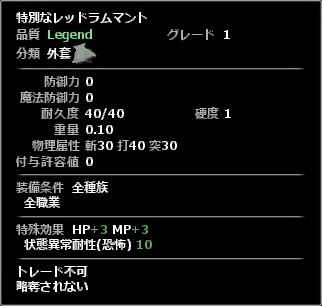 特別なレッドラムマント
品質 Legend グレード 1
分類 外套
防御力 0
魔法防御力 0
耐久度 40/40 硬度 1
重量 0.10
物理属性 斬30 打40 突30
付与許容値 0
装備条件 全種族
全職業
特殊効果 HP+3 MP+3
状態異常耐性(恐怖) 10
トレード不可
略奪されない